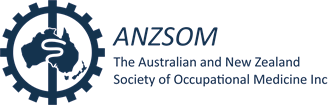 ANZSOM
The Australian and New Zealand
Society of Occupational Medicine Inc